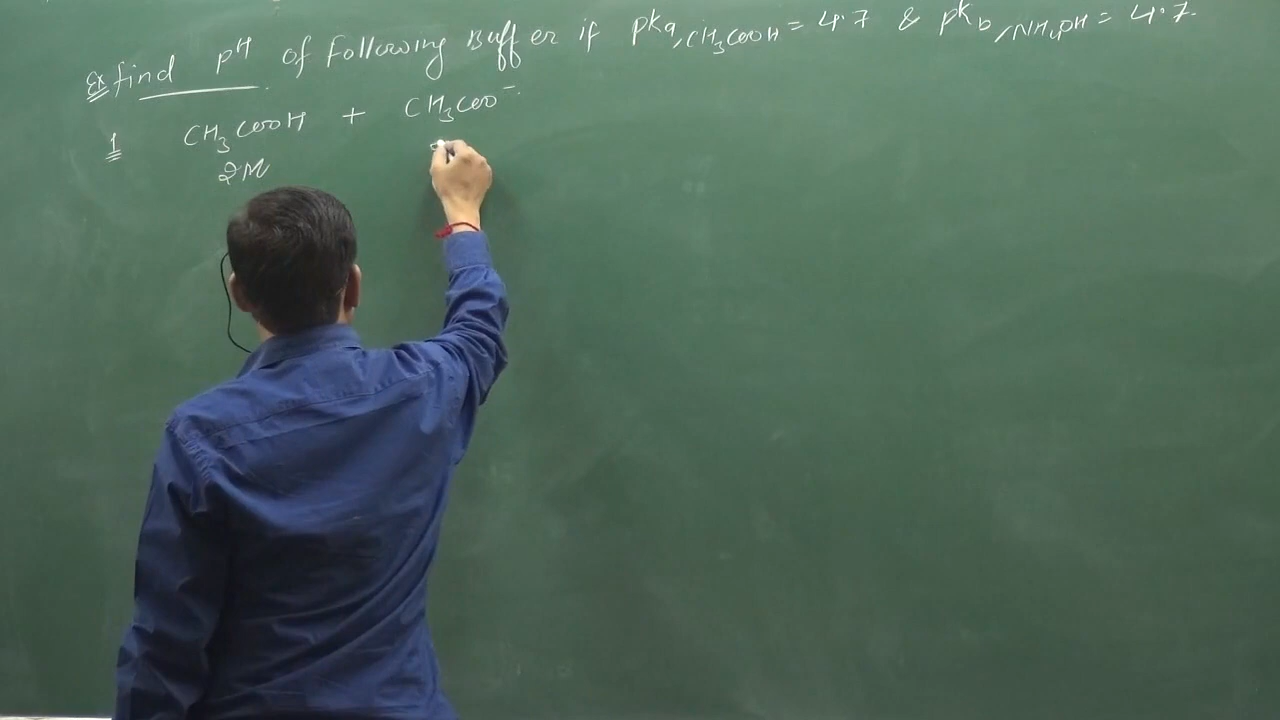 Ex find pH of following Buffer if pka, CH3COOH = 4.7 & pkb, NH4OH = 4.7
1 CH3COOH + CH3COO-
2M